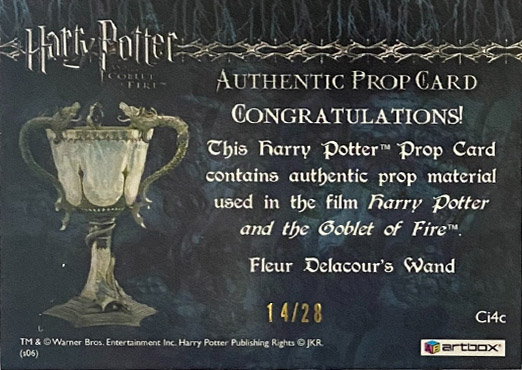 Harry Potter
AND THE
GOBLET OF
FIRE™
AUTHENTIC PROP CARD
CONGRATULATIONS!
This Harry Potter™ Prop Card
contains authentic prop material
used in the film Harry Potter
and the Goblet of Fire™.
Fleur Delacour's Wand
14/28
Ci4c
TM & © Warner Bros. Entertainment Inc. Harry Potter Publishing Rights © JKR.
(s06)
artbox